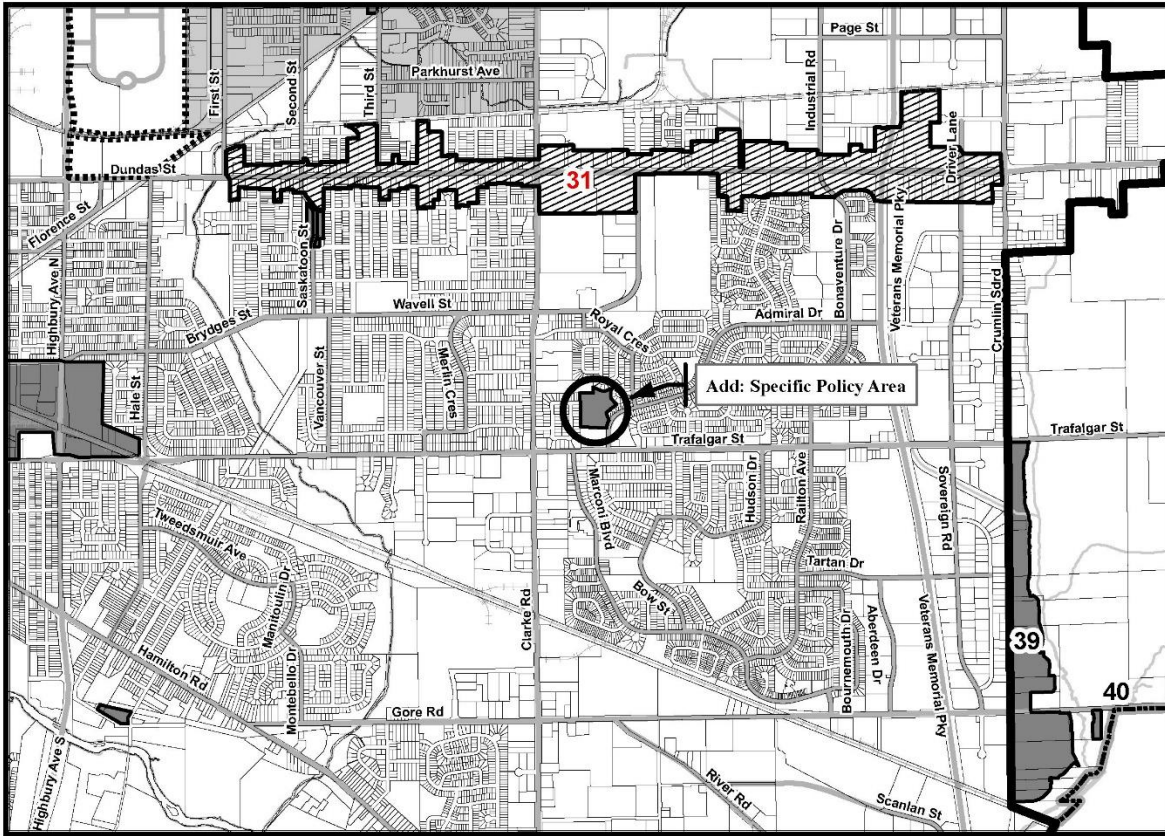 Page St
First St
Second St
Third St
Parkhurst Ave
Industrial Rd
Driver Lane
Dundas St
31
Florence St
Highbury Ave N
Saskatoon St
Wavell St
Brydges St
Royal Cres
Admiral Dr
Bonaventure Dr
Veterans Memorial Pky
Crumlin Sdrd
Hale St
Vancouver St
Merlin Cres
Add: Specific Policy Area
Trafalgar St
Trafalgar St
Marconi Blvd
Hudson Dr
Railton Ave
Sovereign Rd
Tweedsmuir Ave
Manitoulin Dr
Montebello Dr
Clarke Rd
Bow St
Tartan Dr
Bournemouth Dr
Aberdeen Dr
Veterans Memorial Pky
39
40
Hamilton Rd
Gore Rd
Highbury Ave S
River Rd
Scanlan St